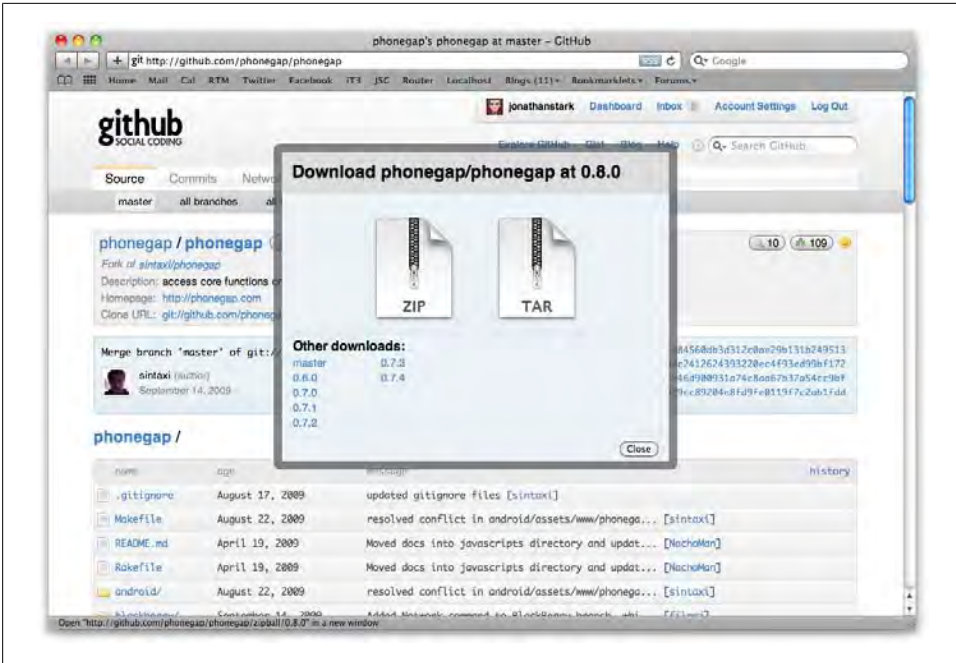 phonegap's phonegap at master – GitHub
git http://github.com/phonegap/phonegap
Google
Home Mail Cal RTM Twitter Facebook iT3 JSC Router Localhost Blogs (11) Bookmarklets Forums
github
SOCIAL CODING
jonathanstark Dashboard Inbox Account Settings Log Out
Explore GitHub Gist Blog Help Search GitHub
Source Commits
master all branches
Download phonegap/phonegap at 0.8.0
ZIP TAR
Other downloads:
master 0.7.3
0.6.0 0.7.4
0.7.0
0.7.1
0.7.2
Close
phonegap / phonegap
10 109
Fork of sintaxi/phonegap
Description: access core functions
Homepage: http://phonegap.com
Clone URL: git://github.com/phonegap
Merge branch 'master' of git:/
sintaxi (author)
September 14, 2009
phonegap /
name age message history
.gitignore August 17, 2009 updated gitignore files [sintaxi]
Makefile August 22, 2009 resolved conflict in android/assets/www/phonega... [sintaxi]
README.md April 19, 2009 Moved docs into javascripts directory and updat... [NachoMan]
Rakefile April 19, 2009 Moved docs into javascripts directory and updat... [NachoMan]
android/ August 22, 2009 resolved conflict in android/assets/www/phonega... [sintaxi]
Open "http://github.com/phonegap/phonegap/zipball/0.8.0" in a new window